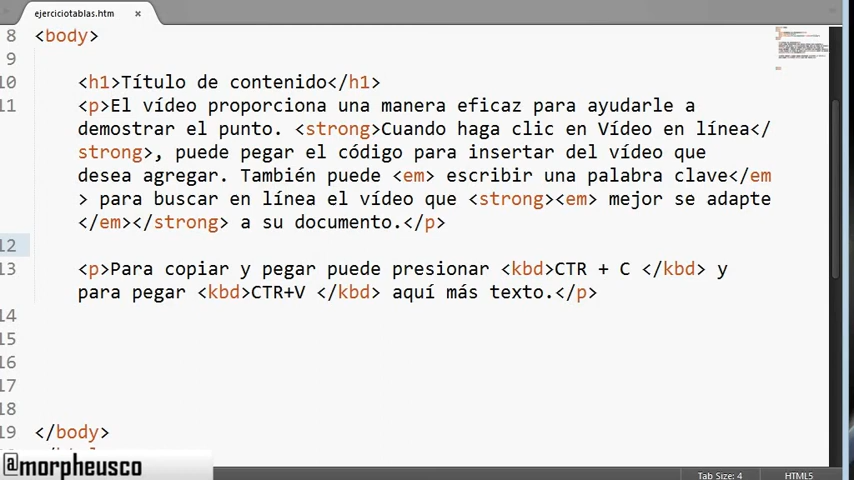 ejerciciotablas.htm ×
8 <body>
9
10 <h1>Título de contenido</h1>
11 <p>El vídeo proporciona una manera eficaz para ayudarle a
demostrar el punto. <strong>Cuando haga clic en Vídeo en línea</
strong>, puede pegar el código para insertar del vídeo que
desea agregar. También puede <em> escribir una palabra clave</em
> para buscar en línea el vídeo que <strong><em> mejor se adapte
</em></strong> a su documento.</p>
12
13 <p>Para copiar y pegar puede presionar <kbd>CTR + C </kbd> y
para pegar <kbd>CTR+V </kbd> aquí más texto.</p>
14
15
16
17
18
19 </body>
@morpheusco
Tab Size: 4 HTML5